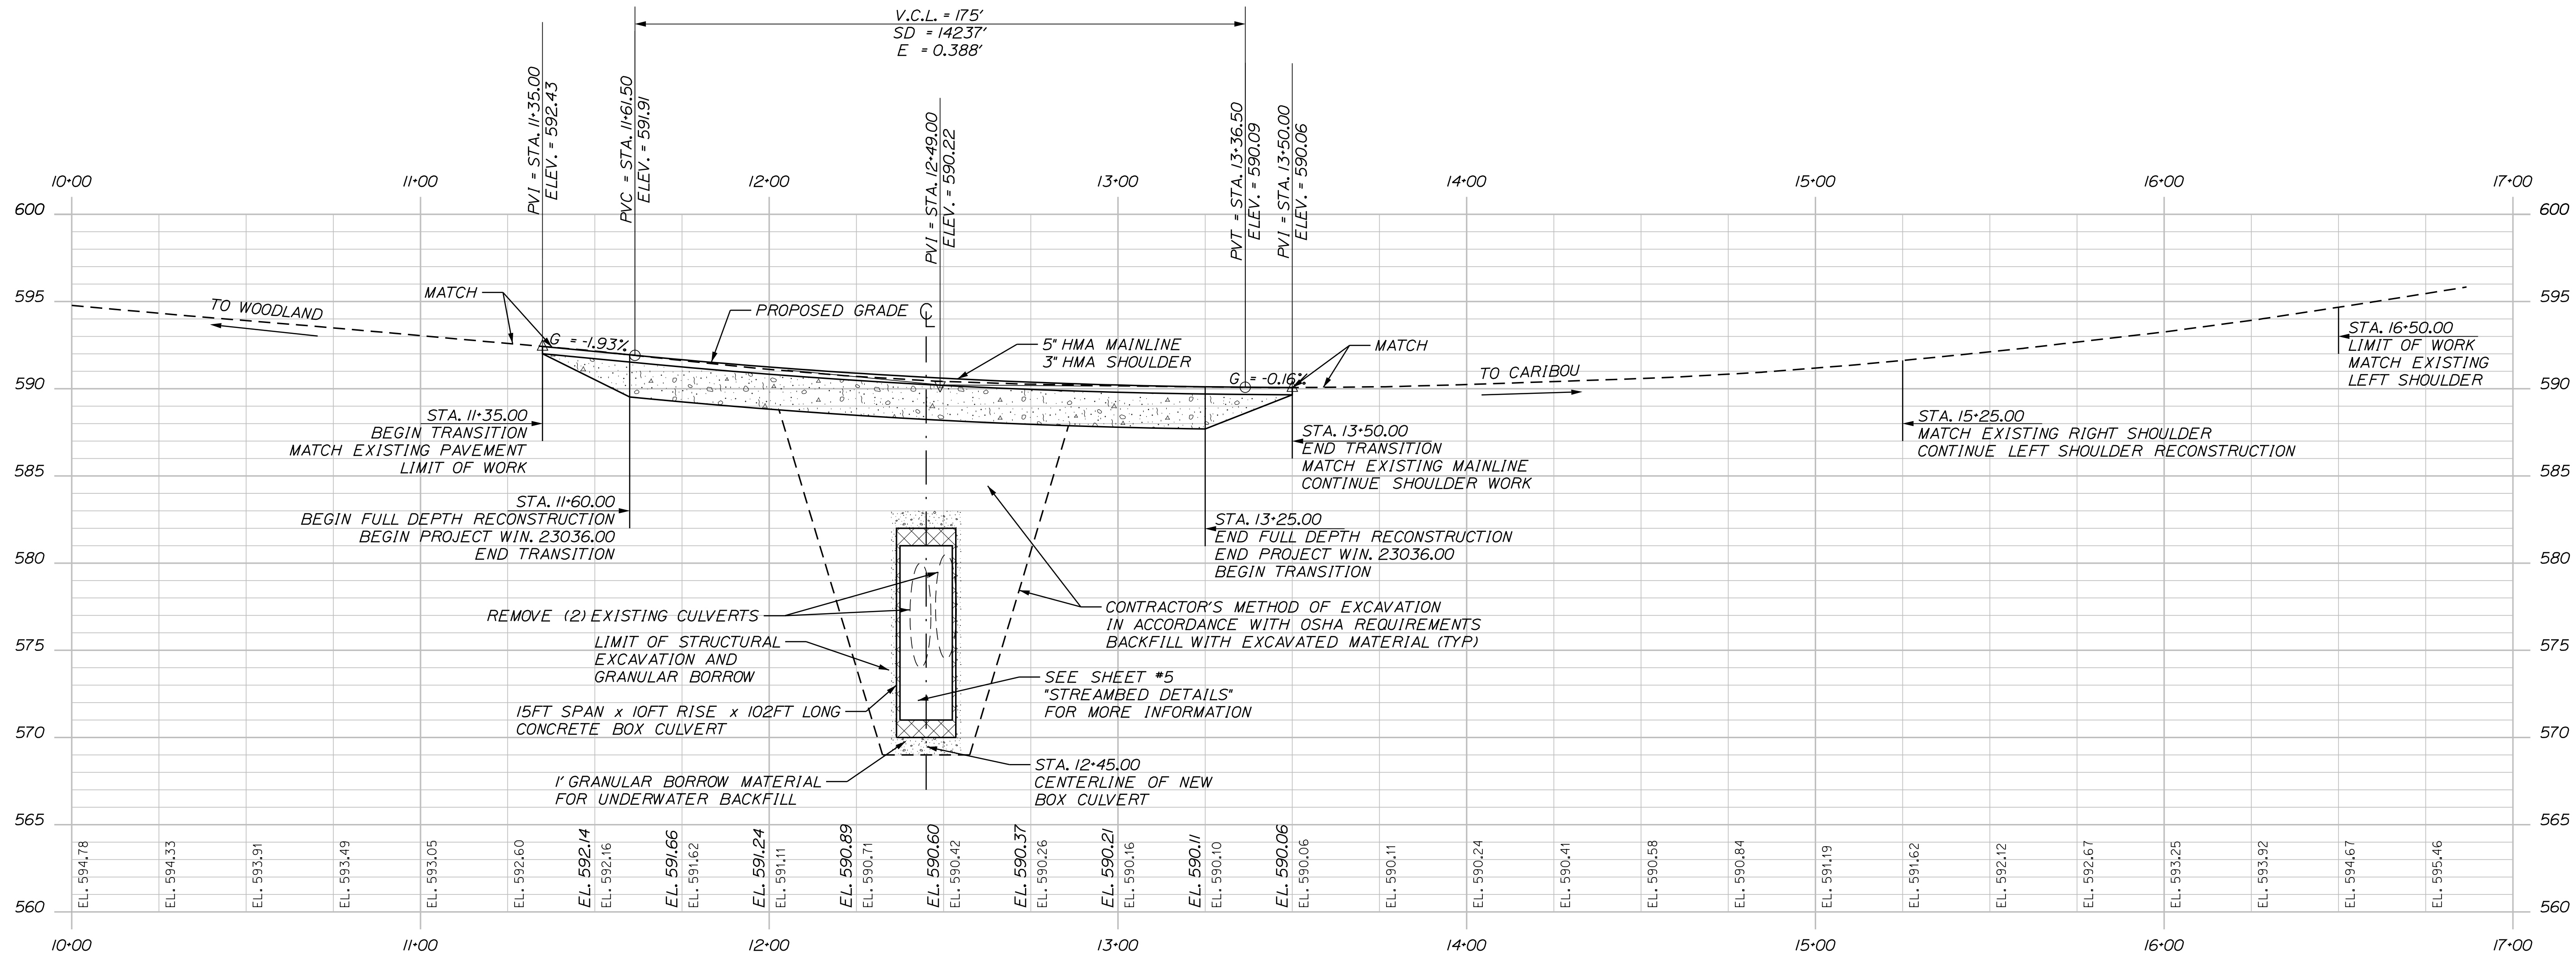 V.C.L. = 175'
SD = 14237'
E = 0.388'
PVI = STA. 11+35.00
ELEV. = 592.43
PVC = STA. 11+61.50
ELEV. = 591.91
PVI = STA. 12+49.00
ELEV. = 590.22
PVT = STA. 13+36.50
ELEV. = 590.09
PVI = STA. 13+50.00
ELEV. = 590.06
10+00
11+00
12+00
13+00
14+00
15+00
16+00
17+00
600
600
595
595
590
590
585
585
580
580
575
575
570
570
565
565
560
560
TO WOODLAND
MATCH
G = -1.93%
PROPOSED GRADE
CL
5" HMA MAINLINE
3" HMA SHOULDER
MATCH
G = -0.16%
TO CARIBOU
STA. 16+50.00
LIMIT OF WORK
MATCH EXISTING
LEFT SHOULDER
STA. 11+35.00
BEGIN TRANSITION
MATCH EXISTING PAVEMENT
LIMIT OF WORK
STA. 13+50.00
END TRANSITION
MATCH EXISTING MAINLINE
CONTINUE SHOULDER WORK
STA. 15+25.00
MATCH EXISTING RIGHT SHOULDER
CONTINUE LEFT SHOULDER RECONSTRUCTION
STA. 11+60.00
BEGIN FULL DEPTH RECONSTRUCTION
BEGIN PROJECT WIN. 23036.00
END TRANSITION
STA. 13+25.00
END FULL DEPTH RECONSTRUCTION
END PROJECT WIN. 23036.00
BEGIN TRANSITION
REMOVE (2) EXISTING CULVERTS
LIMIT OF STRUCTURAL
EXCAVATION AND
GRANULAR BORROW
CONTRACTOR'S METHOD OF EXCAVATION
IN ACCORDANCE WITH OSHA REQUIREMENTS
BACKFILL WITH EXCAVATED MATERIAL (TYP)
15FT SPAN x 10FT RISE x 102FT LONG
CONCRETE BOX CULVERT
SEE SHEET #5
"STREAMBED DETAILS"
FOR MORE INFORMATION
1' GRANULAR BORROW MATERIAL
FOR UNDERWATER BACKFILL
STA. 12+45.00
CENTERLINE OF NEW
BOX CULVERT
EL. 594.78
EL. 594.33
EL. 593.91
EL. 593.49
EL. 593.05
EL. 592.60
EL. 592.14
EL. 592.16
EL. 591.66
EL. 591.62
EL. 591.24
EL. 591.11
EL. 590.89
EL. 590.71
EL. 590.60
EL. 590.42
EL. 590.37
EL. 590.26
EL. 590.21
EL. 590.16
EL. 590.11
EL. 590.10
EL. 590.06
EL. 590.06
EL. 590.11
EL. 590.24
EL. 590.41
EL. 590.58
EL. 590.84
EL. 591.19
EL. 591.62
EL. 592.12
EL. 592.67
EL. 593.25
EL. 593.92
EL. 594.67
EL. 595.46
10+00
11+00
12+00
13+00
14+00
15+00
16+00
17+00